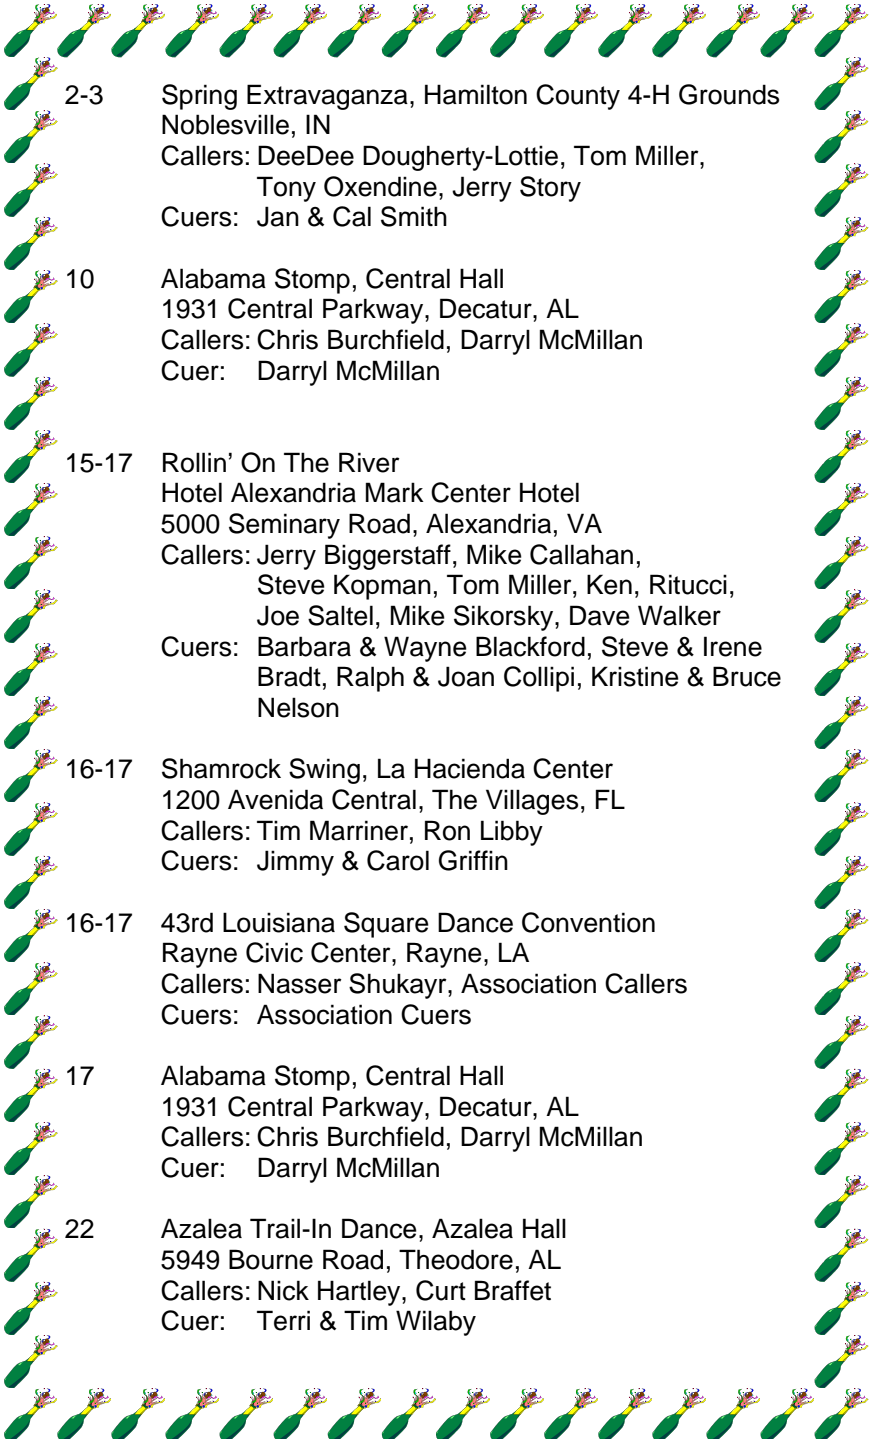 2-3 Spring Extravaganza, Hamilton County 4-H Grounds
Noblesville, IN
Callers: DeeDee Dougherty-Lottie, Tom Miller,
Tony Oxendine, Jerry Story
Cuers: Jan & Cal Smith
10 Alabama Stomp, Central Hall
1931 Central Parkway, Decatur, AL
Callers: Chris Burchfield, Darryl McMillan
Cuer: Darryl McMillan
15-17 Rollin' On The River
Hotel Alexandria Mark Center Hotel
5000 Seminary Road, Alexandria, VA
Callers: Jerry Biggerstaff, Mike Callahan,
Steve Kopman, Tom Miller, Ken, Ritucci,
Joe Saltel, Mike Sikorsky, Dave Walker
Cuers: Barbara & Wayne Blackford, Steve & Irene
Bradt, Ralph & Joan Collipi, Kristine & Bruce
Nelson
16-17 Shamrock Swing, La Hacienda Center
1200 Avenida Central, The Villages, FL
Callers: Tim Marriner, Ron Libby
Cuers: Jimmy & Carol Griffin
16-17 43rd Louisiana Square Dance Convention
Rayne Civic Center, Rayne, LA
Callers: Nasser Shukayr, Association Callers
Cuers: Association Cuers
17 Alabama Stomp, Central Hall
1931 Central Parkway, Decatur, AL
Callers: Chris Burchfield, Darryl McMillan
Cuer: Darryl McMillan
22 Azalea Trail-In Dance, Azalea Hall
5949 Bourne Road, Theodore, AL
Callers: Nick Hartley, Curt Braffet
Cuer: Terri & Tim Wilaby